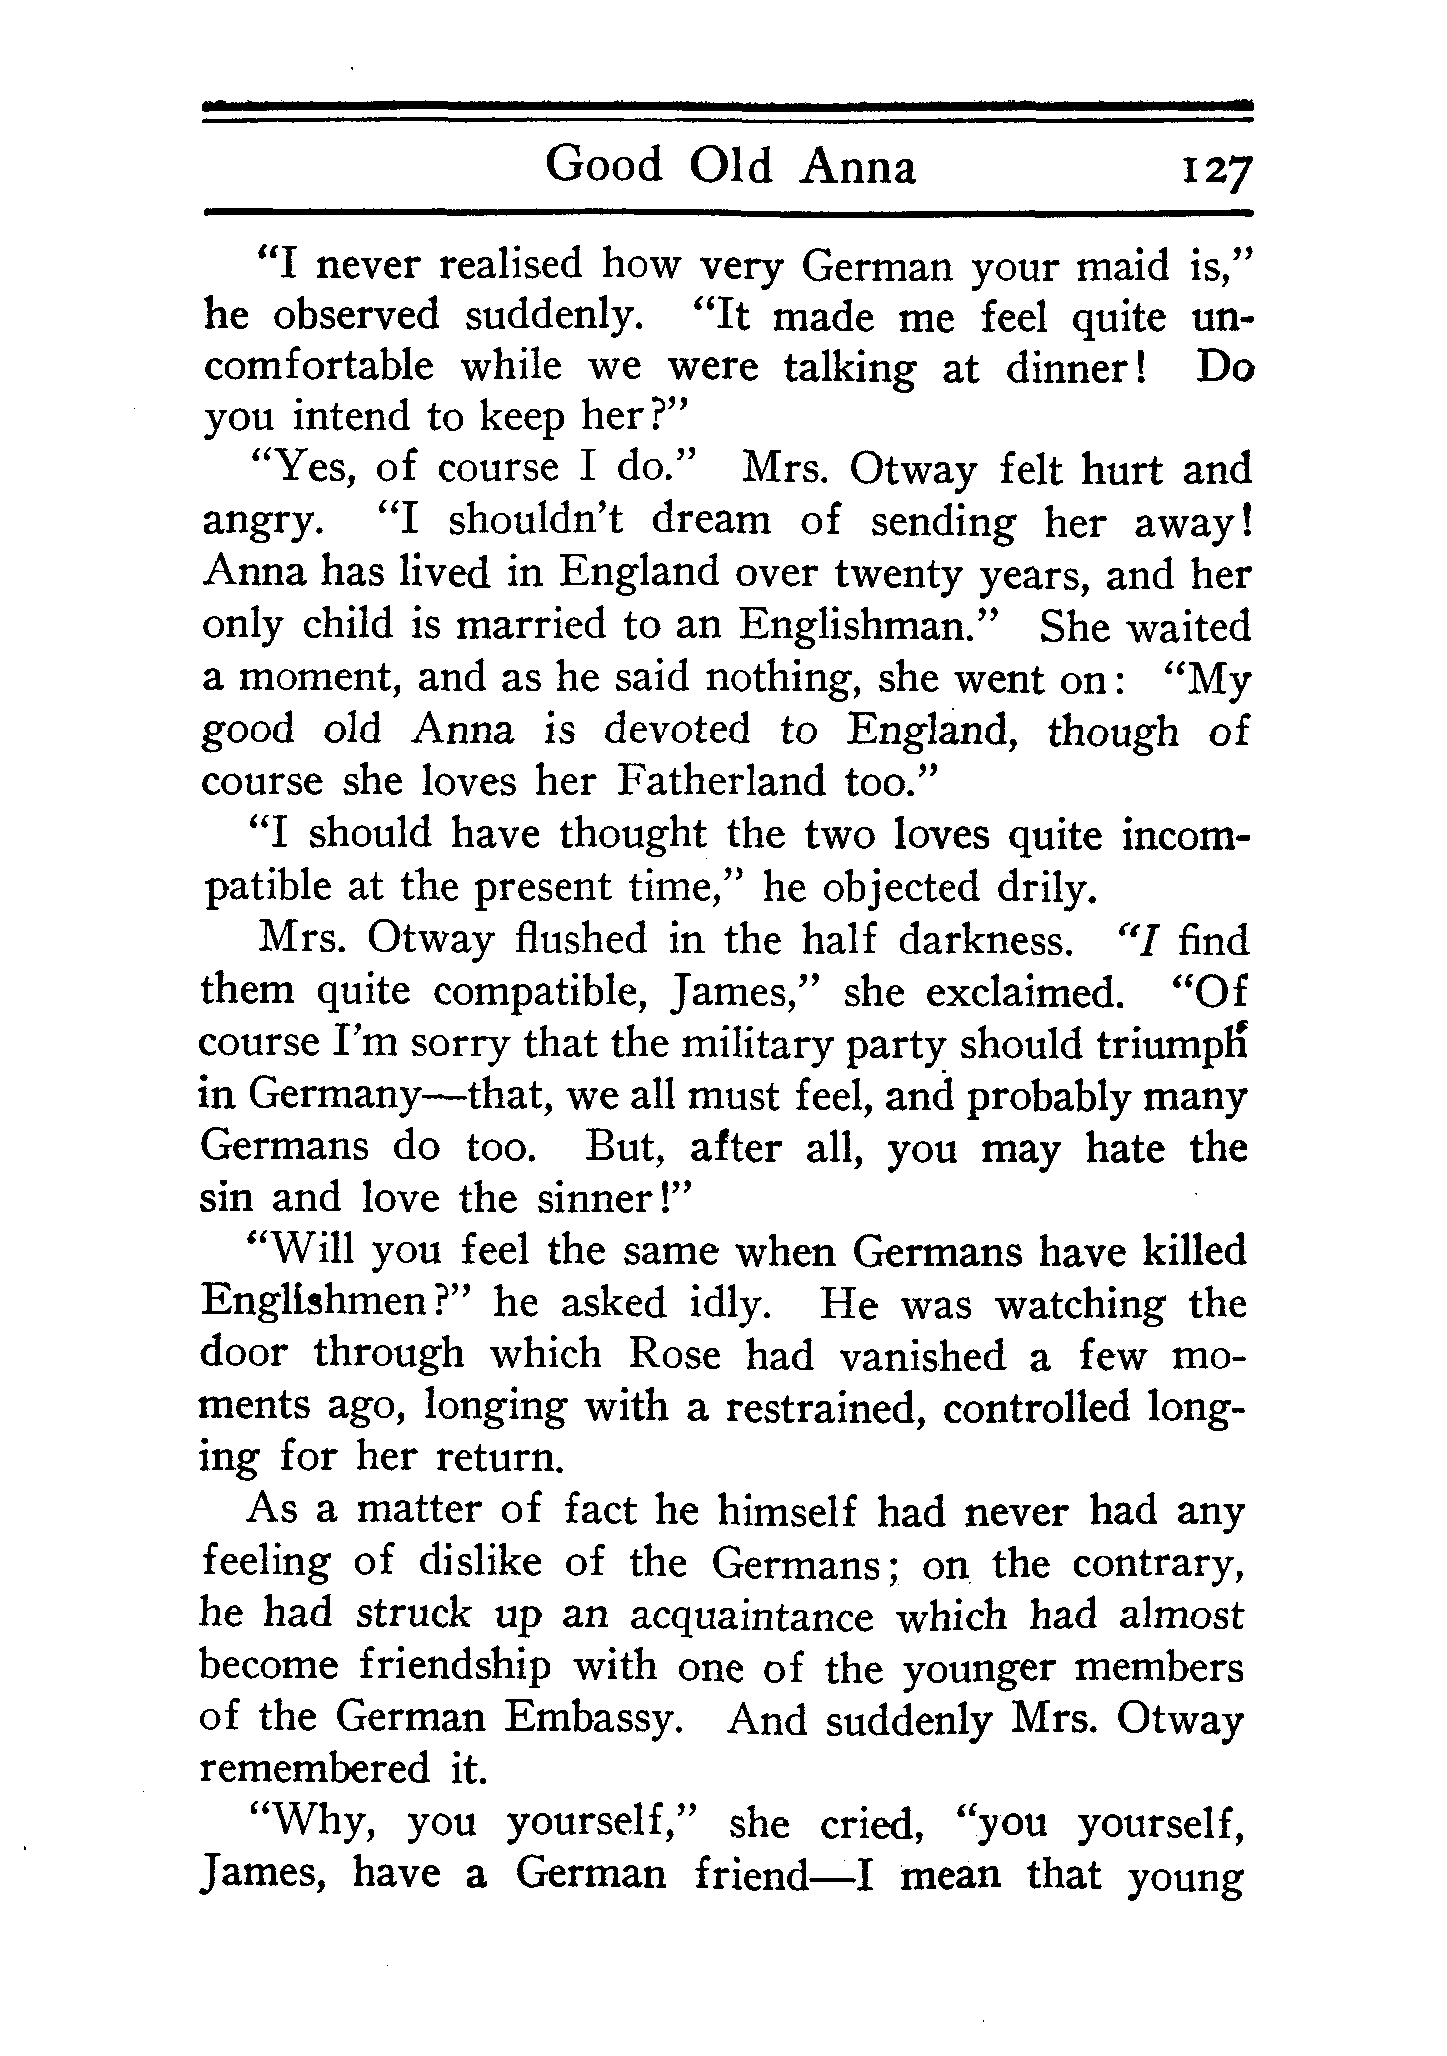 Good Old Anna 127
"I never realised how very German your maid is,"
he observed suddenly. "It made me feel quite un-
comfortable while we were talking at dinner! Do
you intend to keep her?"
"Yes, of course I do." Mrs. Otway felt hurt and
angry. "I shouldn't dream of sending her away!
Anna has lived in England over twenty years, and her
only child is married to an Englishman." She waited
a moment, and as he said nothing, she went on: "My
good old Anna is devoted to England, though of
course she loves her Fatherland too."
"I should have thought the two loves quite incom-
patible at the present time," he objected drily.
Mrs. Otway flushed in the half darkness. "I find
them quite compatible, James," she exclaimed. "Of
course I'm sorry that the military party should triumph
in Germany—that, we all must feel, and probably many
Germans do too. But, after all, you may hate the
sin and love the sinner!"
"Will you feel the same when Germans have killed
Englishmen?" he asked idly. He was watching the
door through which Rose had vanished a few mo-
ments ago, longing with a restrained, controlled long-
ing for her return.
As a matter of fact he himself had never had any
feeling of dislike of the Germans; on the contrary,
he had struck up an acquaintance which had almost
become friendship with one of the younger members
of the German Embassy. And suddenly Mrs. Otway
remembered it.
"Why, you yourself," she cried, "you yourself,
James, have a German friend—I mean that young